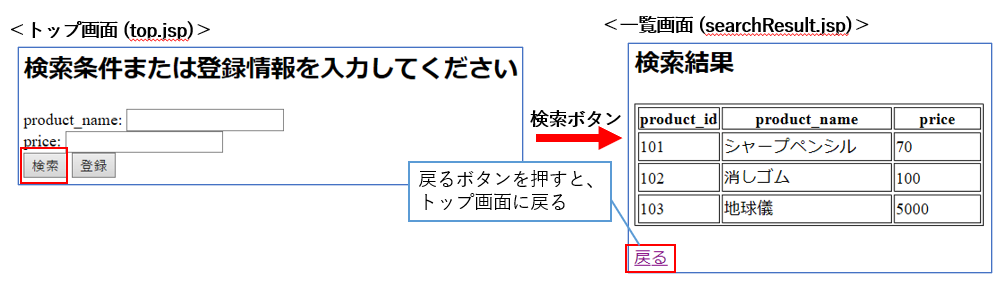 ＜トップ画面 (top.jsp)＞
検索条件または登録情報を入力してください
product_name:
price:
検索 登録
検索ボタン
戻るボタンを押すと、
トップ画面に戻る
＜一覧画面 (searchResult.jsp)＞
検索結果
product_id product_name price
101 シャープペンシル 70
102 消しゴム 100
103 地球儀 5000
戻る